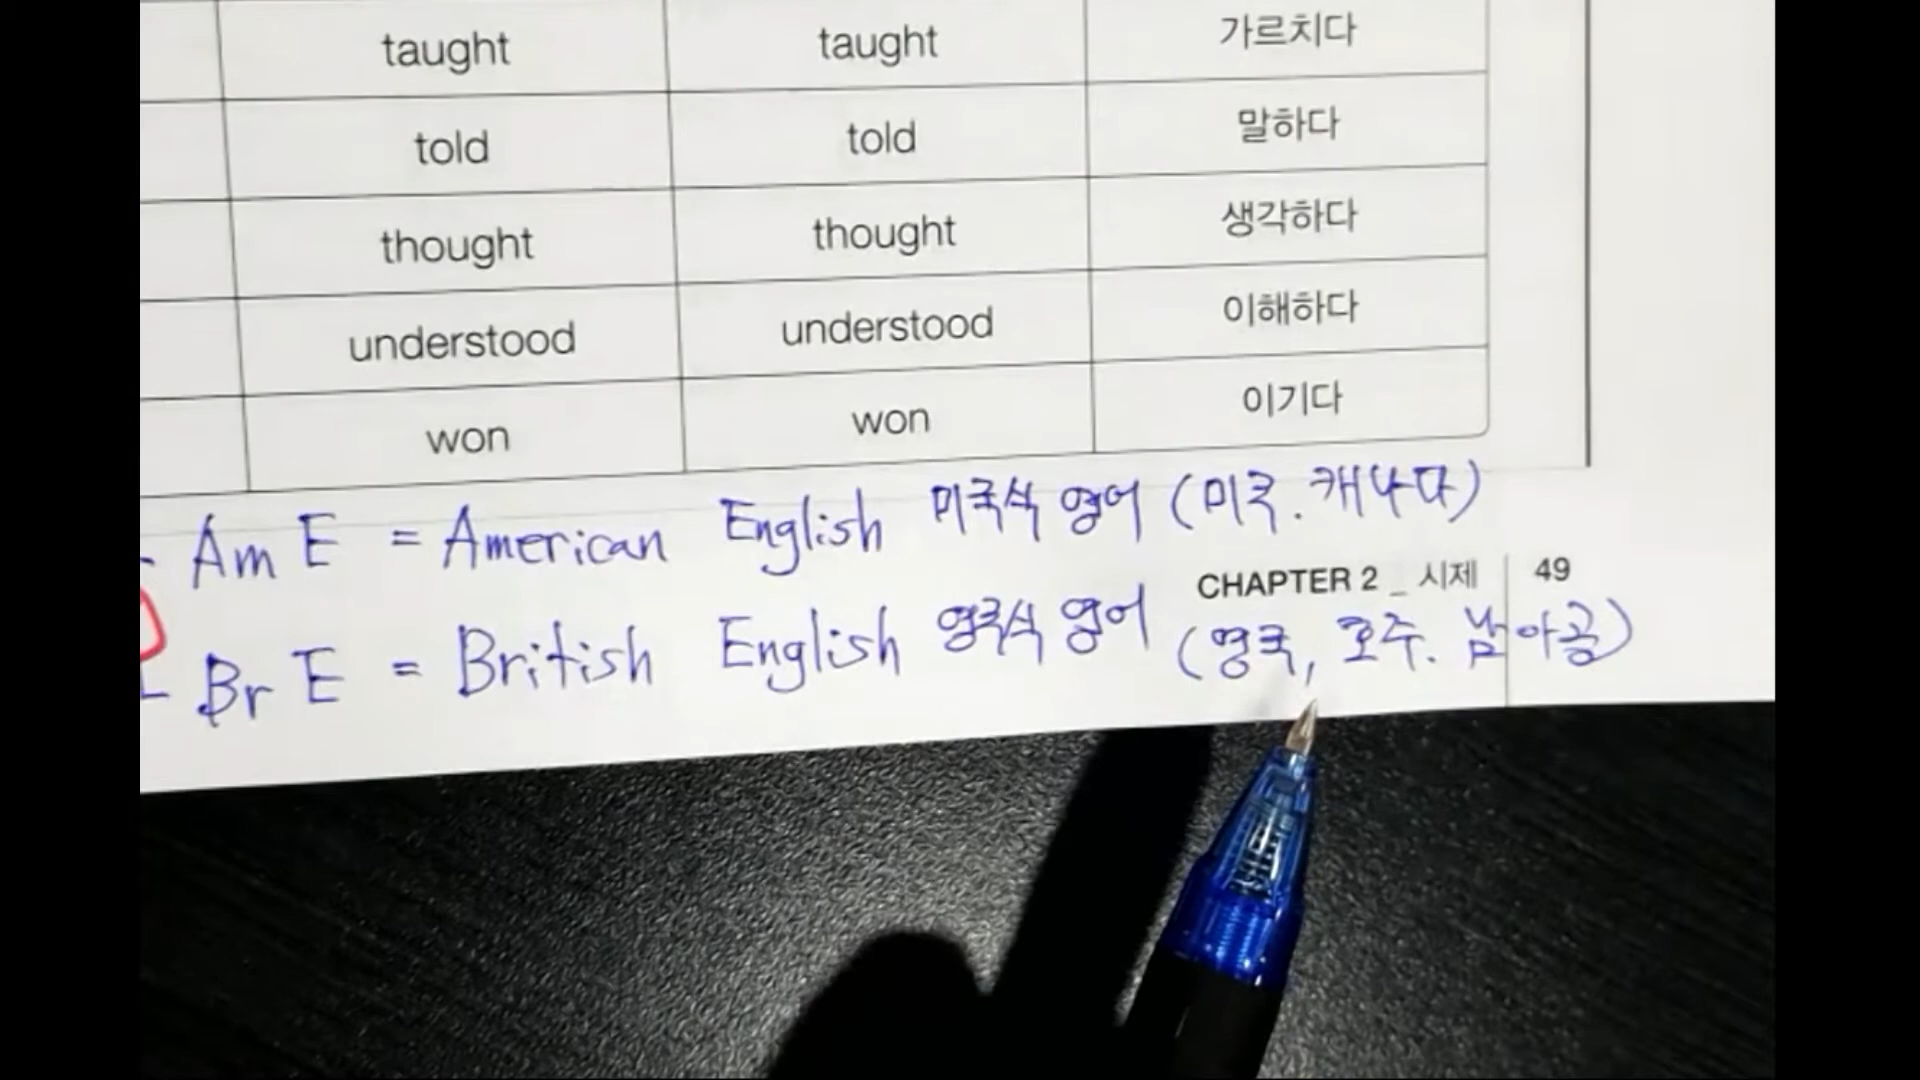 taught taught 가르치다
told told 말하다
thought thought 생각하다
understood understood 이해하다
won won 이기다
- Am E = American English 미국식 영어 (미국. 캐나다)
CHAPTER 2 _ 시제 49
- Br E = British English 영국식 영어 (영국, 호주. 남아공)